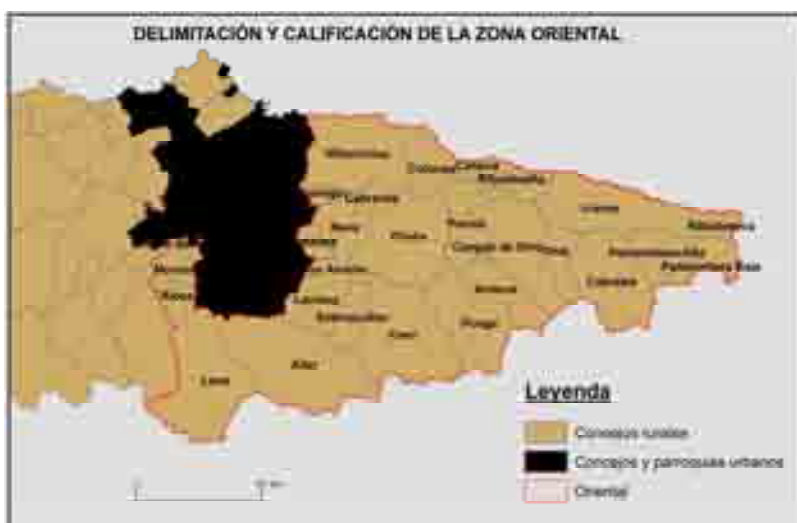 DELIMITACIÓN Y CALIFICACIÓN DE LA ZONA ORIENTAL
Villaviciosa
Colunga
Caravia
Ribadesella
Cabranes
Llanes
Ribadedeva
Nava
Piloña
Parres
Cangas de Onís
Peñamellera Alta
Peñamellera Baja
Cabrales
Amieva
Laviana
Sobrescobio
Caso
Ponga
Aller
Lena
Leyenda
Concejos rurales
Concejos y parroquias urbanos
Oriental